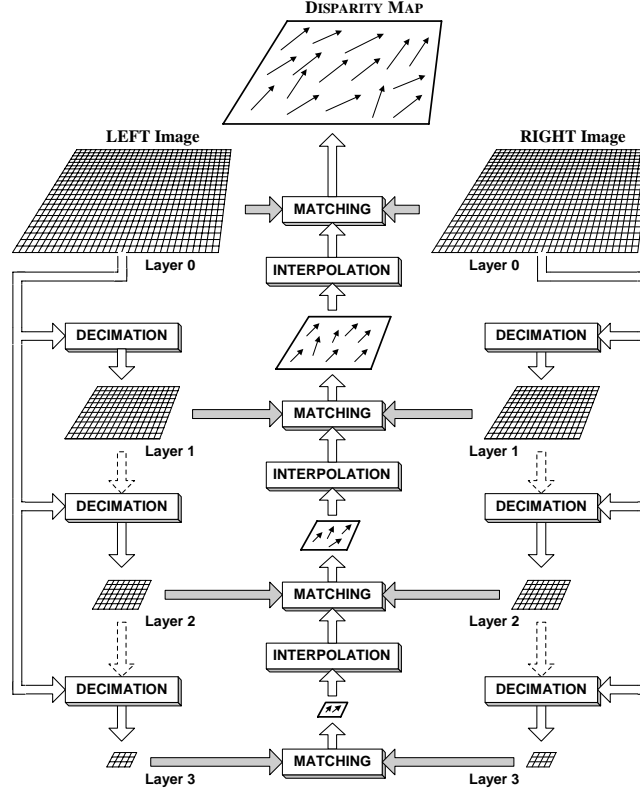 DISPARITY MAP
LEFT Image
RIGHT Image
MATCHING
Layer 0
Layer 0
INTERPOLATION
DECIMATION
DECIMATION
MATCHING
Layer 1
Layer 1
INTERPOLATION
DECIMATION
DECIMATION
MATCHING
Layer 2
Layer 2
INTERPOLATION
DECIMATION
DECIMATION
MATCHING
Layer 3
Layer 3